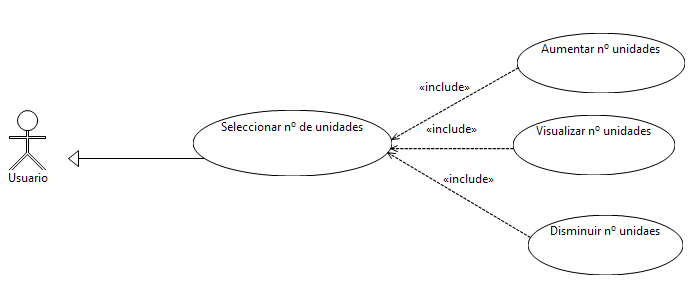 Aumentar nº unidades
«include»
Seleccionar nº de unidades
«include»
Visualizar nº unidades
Usuario
«include»
Disminuir nº unidaes